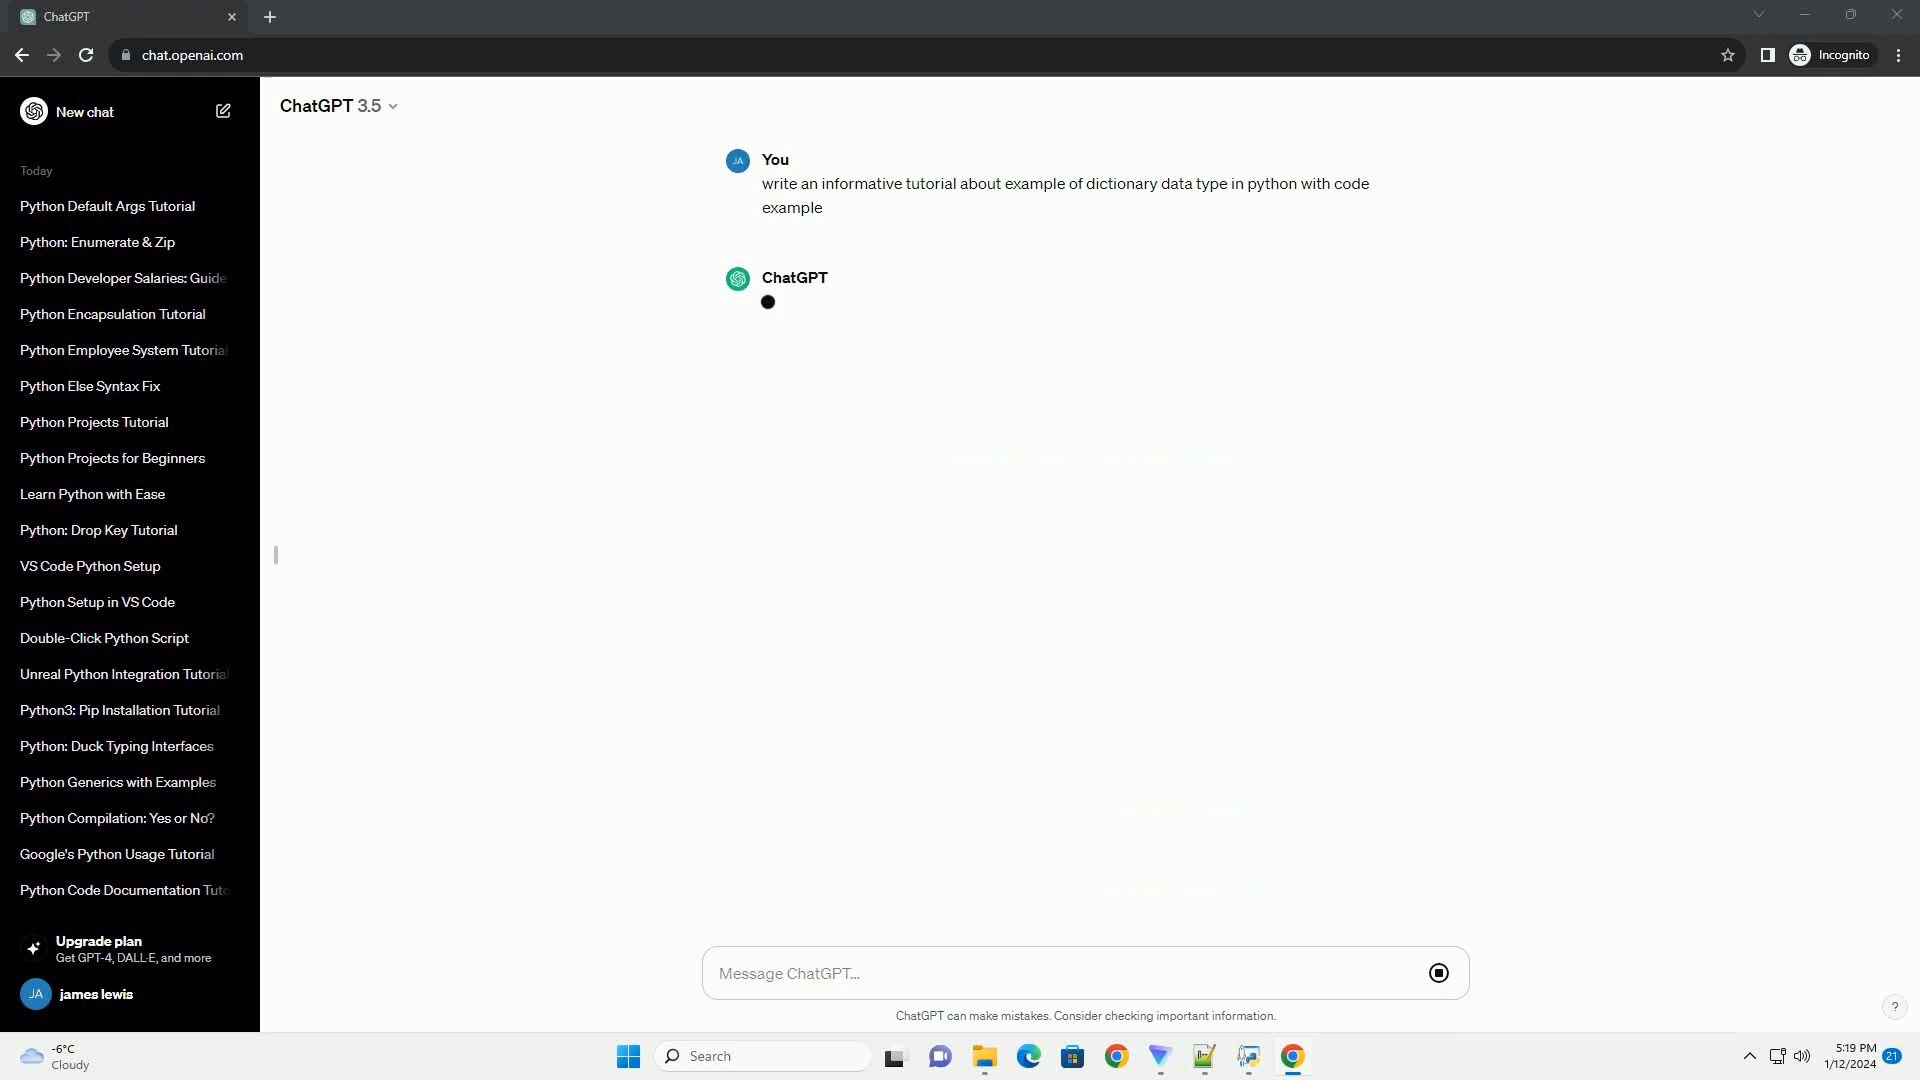 ChatGPT
chat.openai.com
Incognito
New chat
Today
Python Default Args Tutorial
Python: Enumerate & Zip
Python Developer Salaries: Guide
Python Encapsulation Tutorial
Python Employee System Tutorial
Python Else Syntax Fix
Python Projects Tutorial
Python Projects for Beginners
Learn Python with Ease
Python: Drop Key Tutorial
VS Code Python Setup
Python Setup in VS Code
Double-Click Python Script
Unreal Python Integration Tutorial
Python3: Pip Installation Tutorial
Python: Duck Typing Interfaces
Python Generics with Examples
Python Compilation: Yes or No?
Google's Python Usage Tutorial
Python Code Documentation Tuto
Upgrade plan
Get GPT-4, DALL·E, and more
JA
james lewis
ChatGPT 3.5
JA
You
write an informative tutorial about example of dictionary data type in python with code
example
ChatGPT
Message ChatGPT...
ChatGPT can make mistakes. Consider checking important information.
?
-6°C
Cloudy
Search
5:19 PM
1/12/2024
21